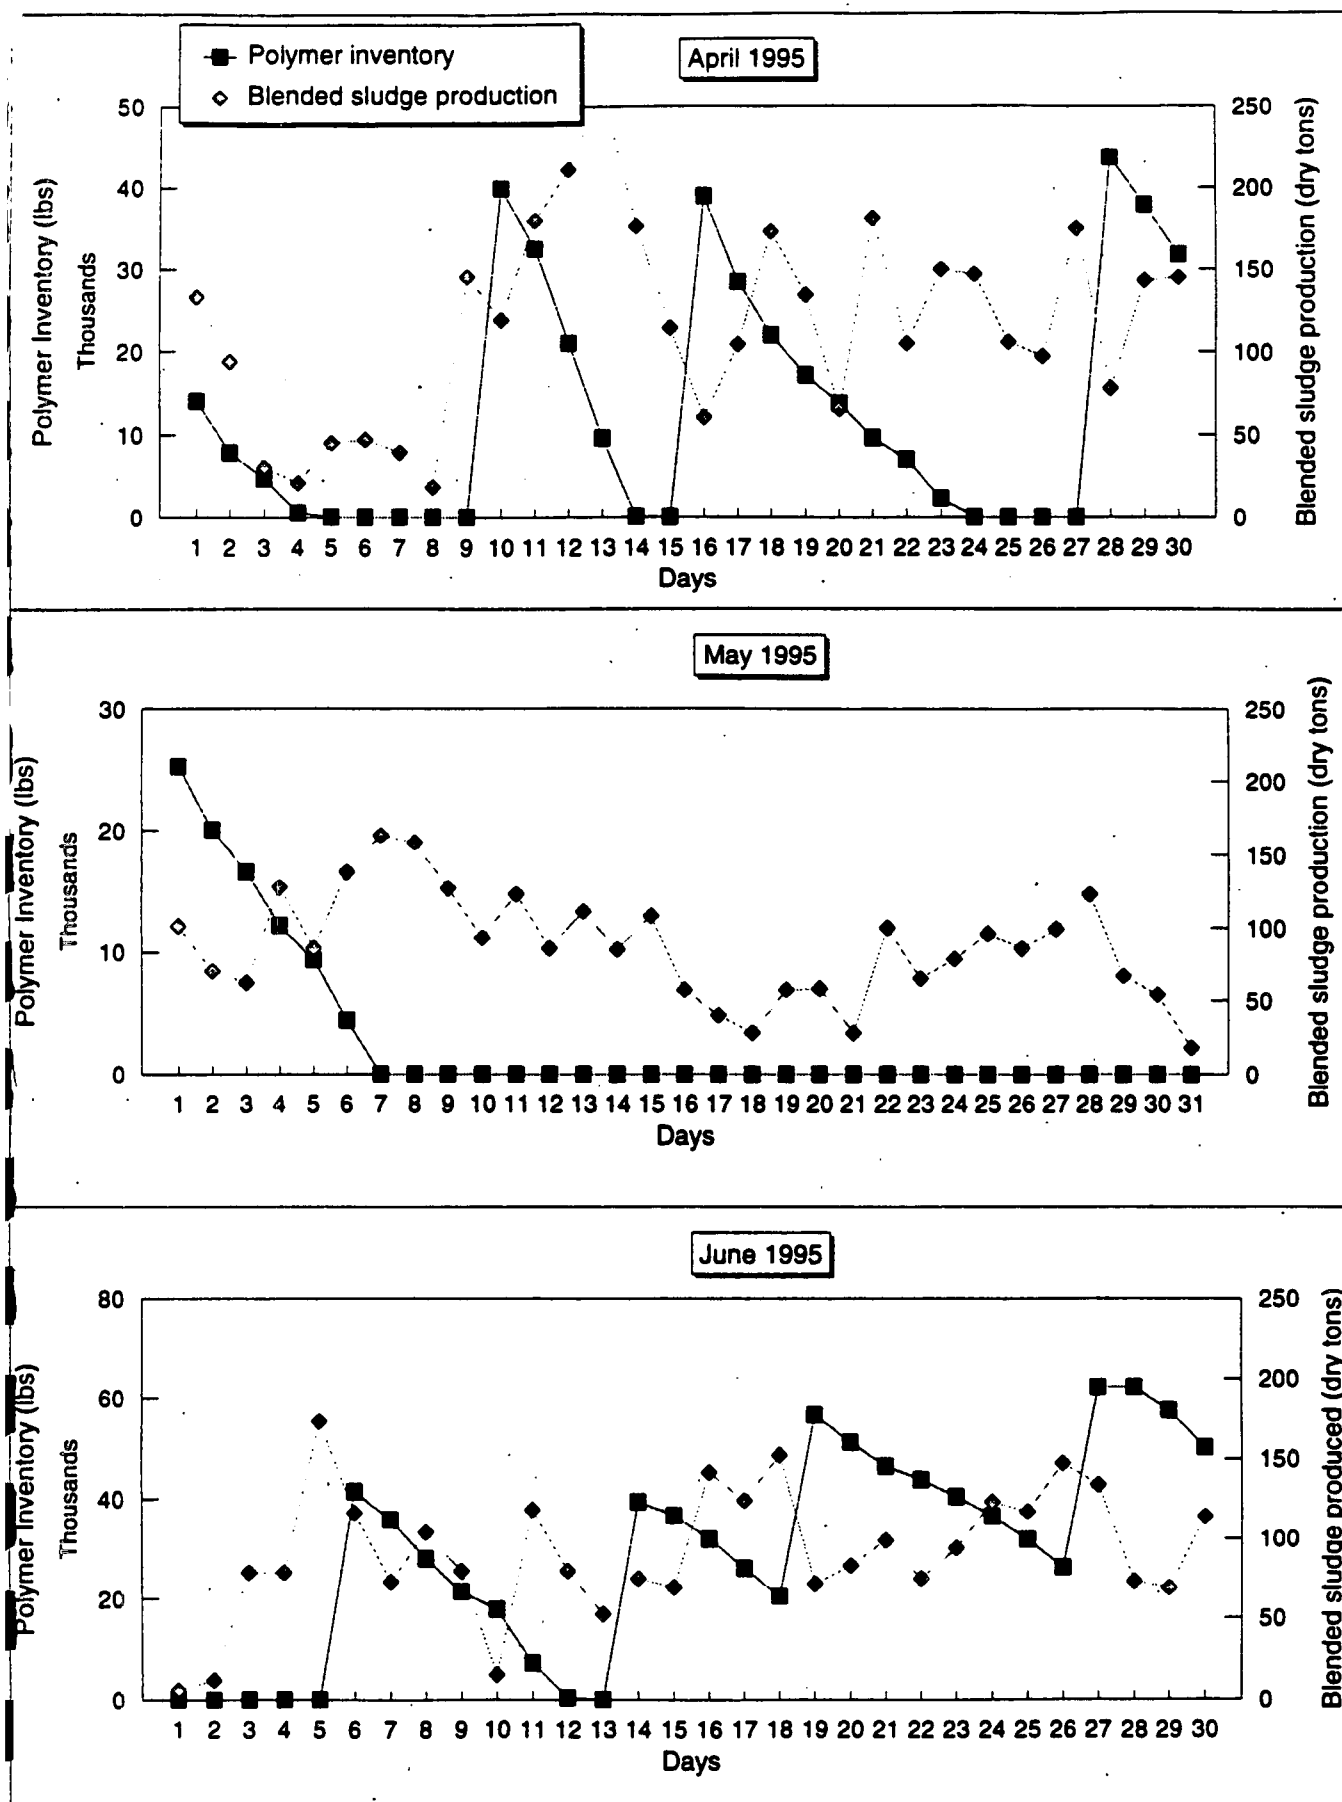 Polymer inventory
Blended sludge production
April 1995
50
40
30
20
10
0
Polymer Inventory (lbs)
Thousands
250
200
150
100
50
0
Blended sludge production (dry tons)
1 2 3 4 5 6 7 8 9 10 11 12 13 14 15 16 17 18 19 20 21 22 23 24 25 26 27 28 29 30
Days
May 1995
30
20
10
0
Polymer Inventory (lbs)
Thousands
250
200
150
100
50
0
Blended sludge production (dry tons)
1 2 3 4 5 6 7 8 9 10 11 12 13 14 15 16 17 18 19 20 21 22 23 24 25 26 27 28 29 30 31
Days
June 1995
80
60
40
20
0
Polymer Inventory (lbs)
Thousands
250
200
150
100
50
0
Blended sludge produced (dry tons)
1 2 3 4 5 6 7 8 9 10 11 12 13 14 15 16 17 18 19 20 21 22 23 24 25 26 27 28 29 30
Days